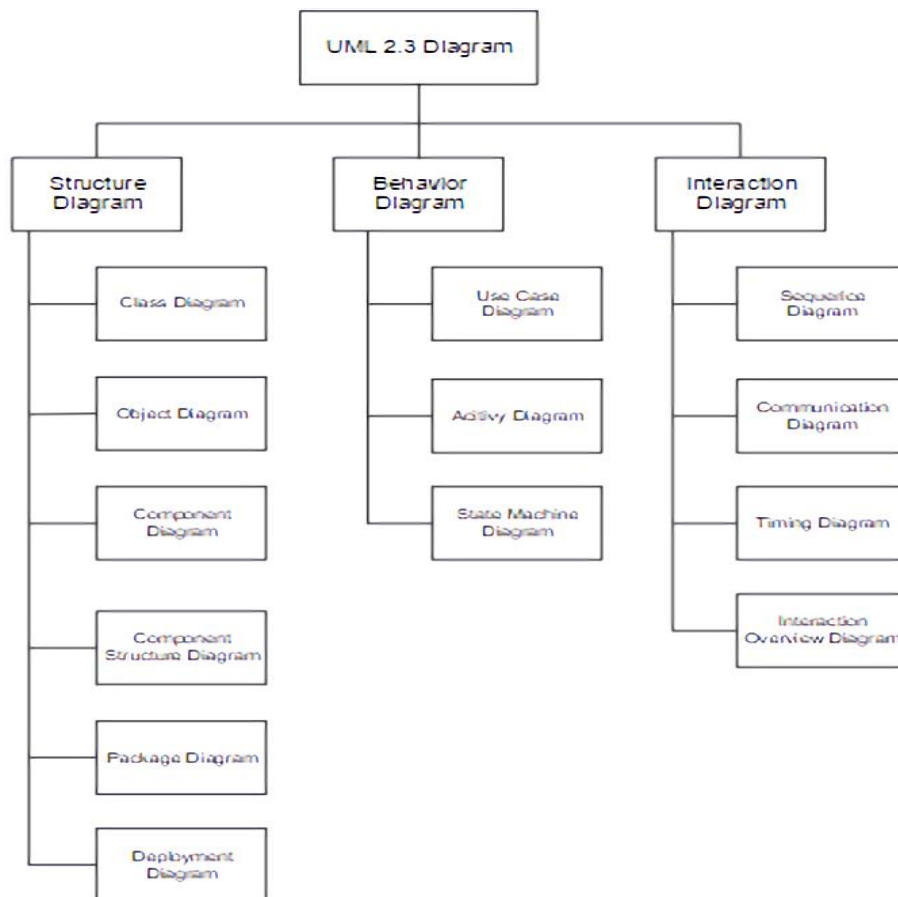 UML 2.3 Diagram
Structure
Diagram
Class Diagram
Object Diagram
Component
Diagram
Component
Structure Diagram
Package Diagram
Deployment
Diagram
Behavior
Diagram
Use Case
Diagram
Acitivy Diagram
State Machine
Diagram
Interaction
Diagram
Sequence
Diagram
Communication
Diagram
Timing Diagram
Interaction
Overview Diagram